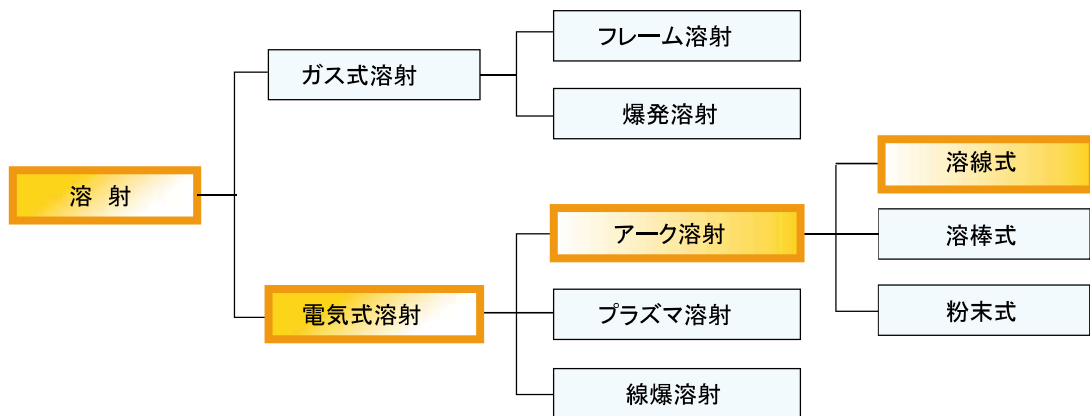 溶 射
ガス式溶射
フレーム溶射
爆発溶射
電気式溶射
アーク溶射
溶線式
溶棒式
粉末式
プラズマ溶射
線爆溶射